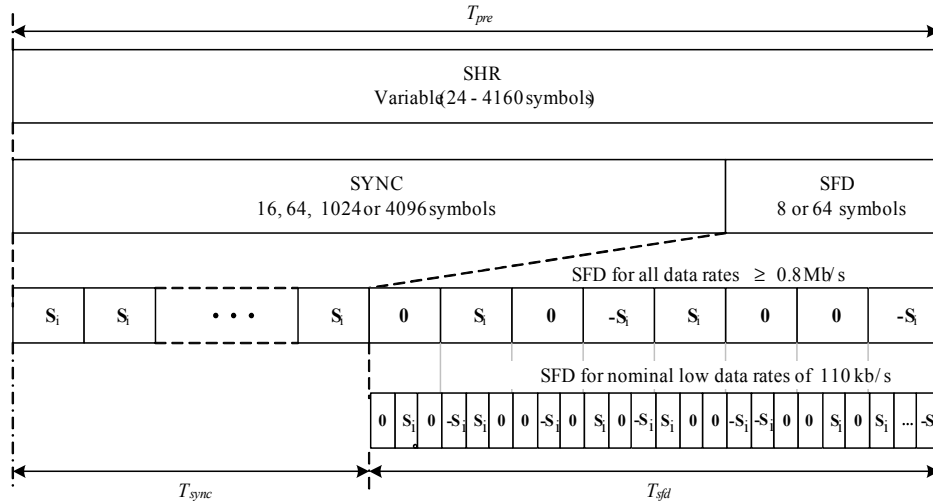 T_pre
SHR
Variable(24 - 4160 symbols)
SYNC
16, 64, 1024 or 4096 symbols
SFD
8 or 64 symbols
SFD for all data rates ≥ 0.8Mb/s
S_i S_i • • • S_i 0 S_i 0 -S_i S_i 0 0 -S_i
SFD for nominal low data rates of 110 kb/s
0 S_i 0 -S_i S_i 0 0 -S_i 0 S_i 0 -S_i S_i 0 0 -S_i -S_i 0 0 S_i 0 S_i ... -S
T_sync T_sfd